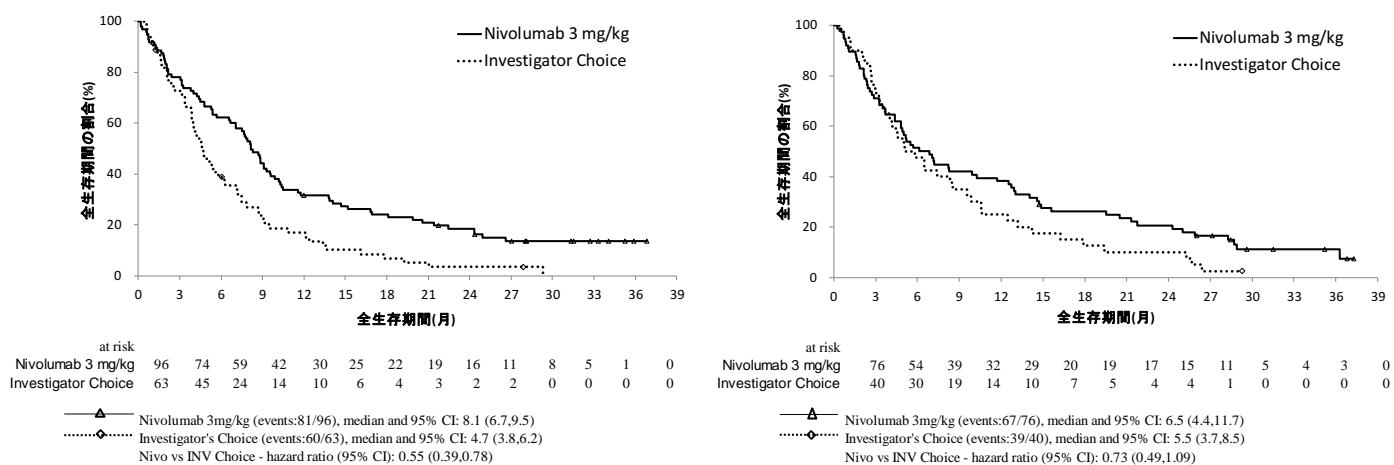 100
80
60
40
20
0
全生存期間の割合(%)
Nivolumab 3 mg/kg
Investigator Choice
0 3 6 9 12 15 18 21 24 27 30 33 36 39
全生存期間(月)
at risk
Nivolumab 3 mg/kg 96 74 59 42 30 25 22 19 16 11 8 5 1 0
Investigator Choice 63 45 24 14 10 6 4 3 2 2 0 0 0 0
Nivolumab 3mg/kg (events:81/96), median and 95% CI: 8.1 (6.7,9.5)
Investigator's Choice (events:60/63), median and 95% CI: 4.7 (3.8,6.2)
Nivo vs INV Choice - hazard ratio (95% CI): 0.55 (0.39,0.78)
100
80
60
40
20
0
全生存期間の割合(%)
Nivolumab 3 mg/kg
Investigator Choice
0 3 6 9 12 15 18 21 24 27 30 33 36 39
全生存期間(月)
at risk
Nivolumab 3 mg/kg 76 54 39 32 29 20 19 17 15 11 5 4 3 0
Investigator Choice 40 30 19 14 10 7 5 4 4 1 0 0 0 0
Nivolumab 3mg/kg (events:67/76), median and 95% CI: 6.5 (4.4,11.7)
Investigator's Choice (events:39/40), median and 95% CI: 5.5 (3.7,8.5)
Nivo vs INV Choice - hazard ratio (95% CI): 0.73 (0.49,1.09)